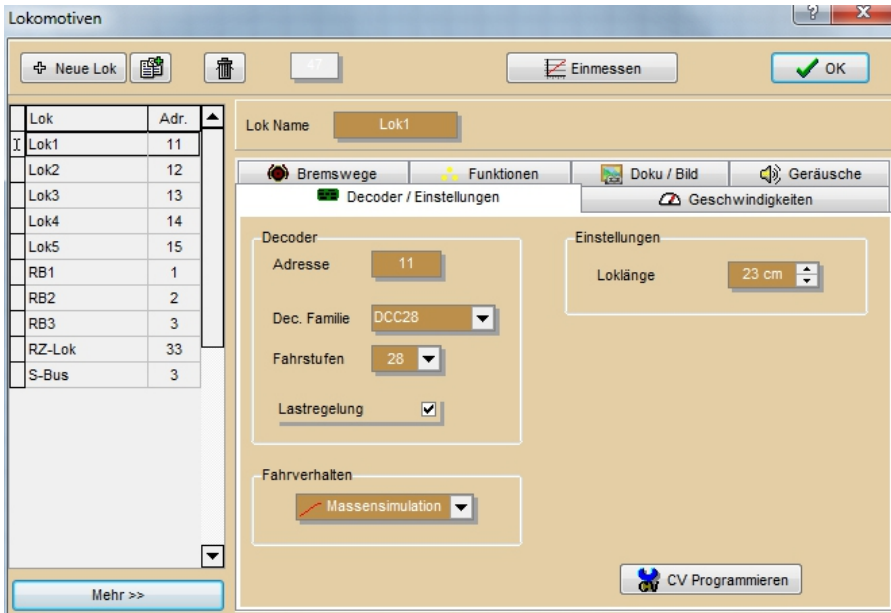 Lokomotiven
Neue Lok
47
Einmessen
OK
Lok Adr.
Lok1 11
Lok2 12
Lok3 13
Lok4 14
Lok5 15
RB1 1
RB2 2
RB3 3
RZ-Lok 33
S-Bus 3
Mehr >>
Lok Name Lok1
Bremswege Funktionen Doku / Bild Geräusche
Decoder / Einstellungen Geschwindigkeiten
Decoder
Adresse 11
Dec. Familie DCC28
Fahrstufen 28
Lastregelung
Einstellungen
Loklänge 23 cm
Fahrverhalten
Massensimulation
CV CV Programmieren